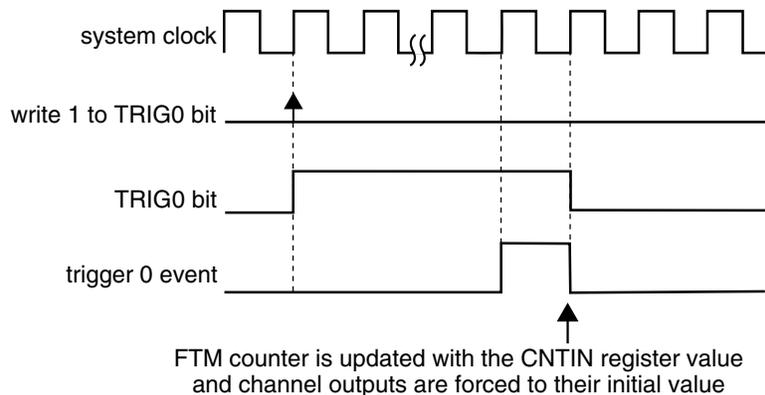 system clock
write 1 to TRIG0 bit
TRIG0 bit
trigger 0 event
FTM counter is updated with the CNTIN register value
and channel outputs are forced to their initial value